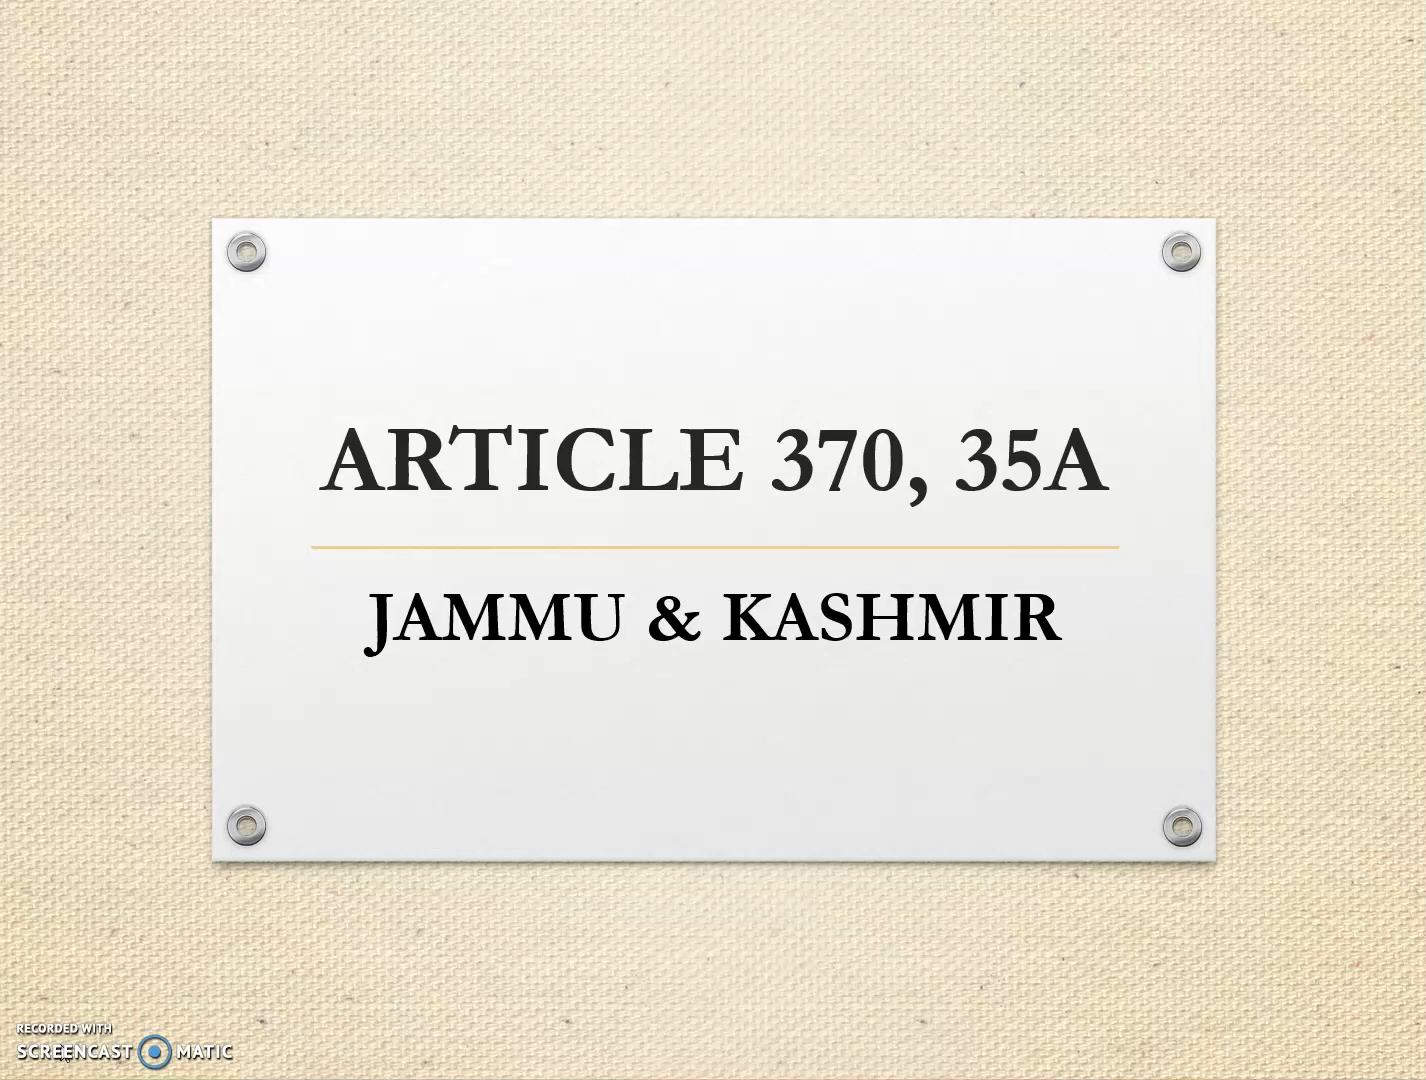 ARTICLE 370, 35A
JAMMU & KASHMIR
RECORDED WITH
SCREENCAST MATIC